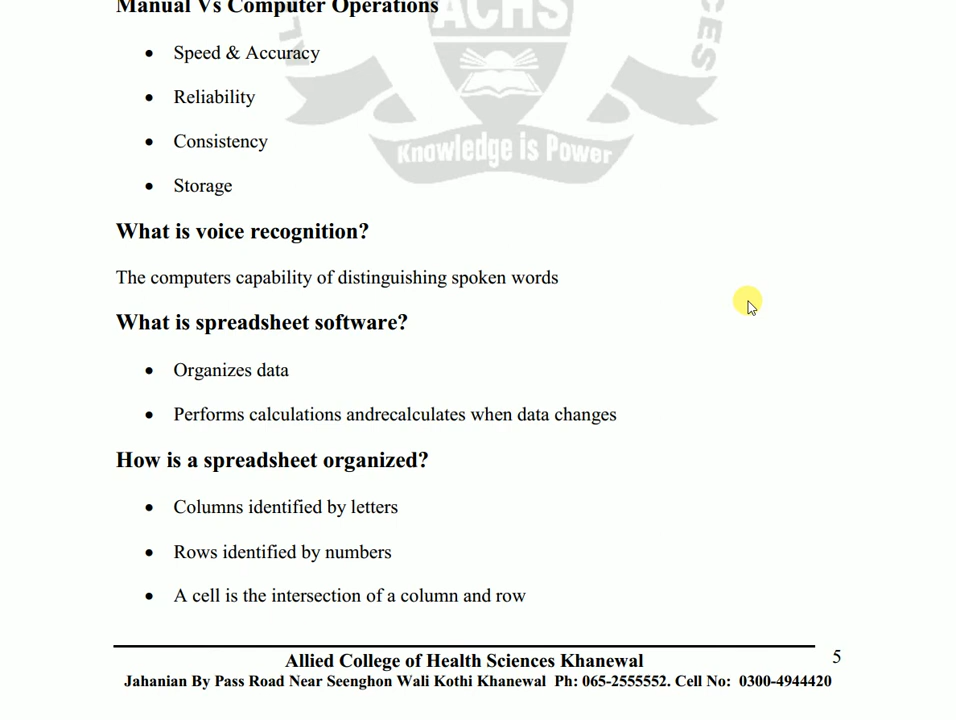 Manual Vs Computer Operations
ACHS
• Speed & Accuracy
• Reliability
• Consistency
Knowledge is Power
• Storage
What is voice recognition?
The computers capability of distinguishing spoken words
What is spreadsheet software?
• Organizes data
• Performs calculations andrecalculates when data changes
How is a spreadsheet organized?
• Columns identified by letters
• Rows identified by numbers
• A cell is the intersection of a column and row
Allied College of Health Sciences Khanewal
5
Jahanian By Pass Road Near Seenghon Wali Kothi Khanewal Ph: 065-2555552. Cell No: 0300-4944420